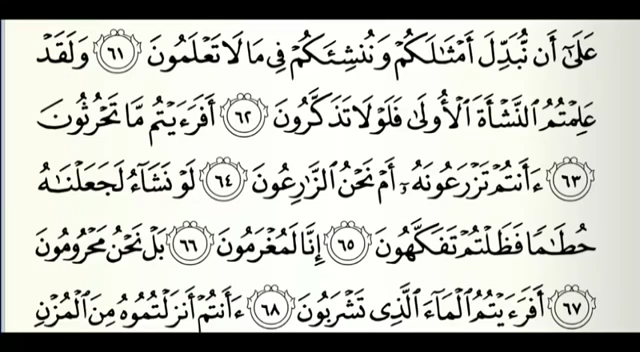 عَلَىٰٓ أَن نُّبَدِّلَ أَمْثَٰلَكُمْ وَنُنشِئَكُمْ فِى مَا لَا تَعْلَمُونَ ٦١ وَلَقَدْ
عَلِمْتُمُ ٱلنَّشْأَةَ ٱلْأُولَىٰ فَلَوْلَا تَذَكَّرُونَ ٦٢ أَفَرَءَيْتُم مَّا تَحْرُثُونَ
٦٣ ءَأَنتُمْ تَزْرَعُونَهُۥٓ أَمْ نَحْنُ ٱلزَّٰرِعُونَ ٦٤ لَوْ نَشَآءُ لَجَعَلْنَٰهُ
حُطَٰمًا فَظَلْتُمْ تَفَكَّهُونَ ٦٥ إِنَّا لَمُغْرَمُونَ ٦٦ بَلْ نَحْنُ مَحْرُومُونَ
٦٧ أَفَرَءَيْتُمُ ٱلْمَآءَ ٱلَّذِى تَشْرَبُونَ ٦٨ ءَأَنتُمْ أَنزَلْتُمُوهُ مِنَ ٱلْمُزْنِ